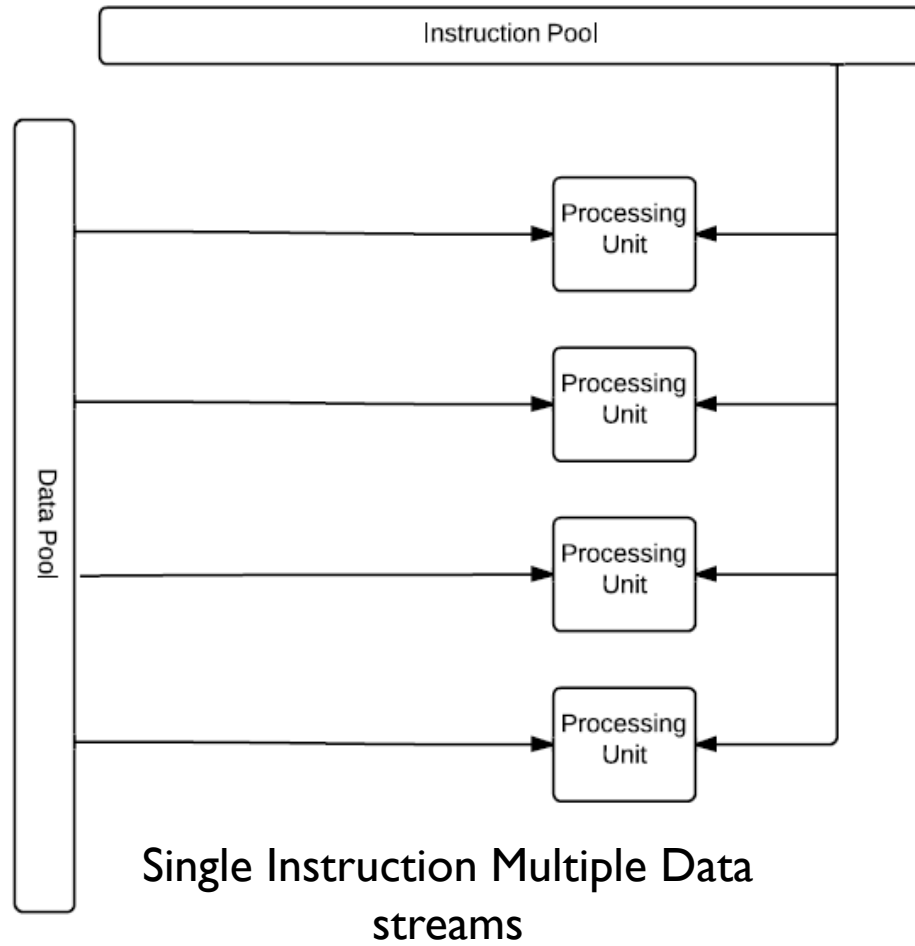 Instruction Pool
Processing
Unit
Processing
Unit
Data Pool
Processing
Unit
Processing
Unit
Single Instruction Multiple Data
streams